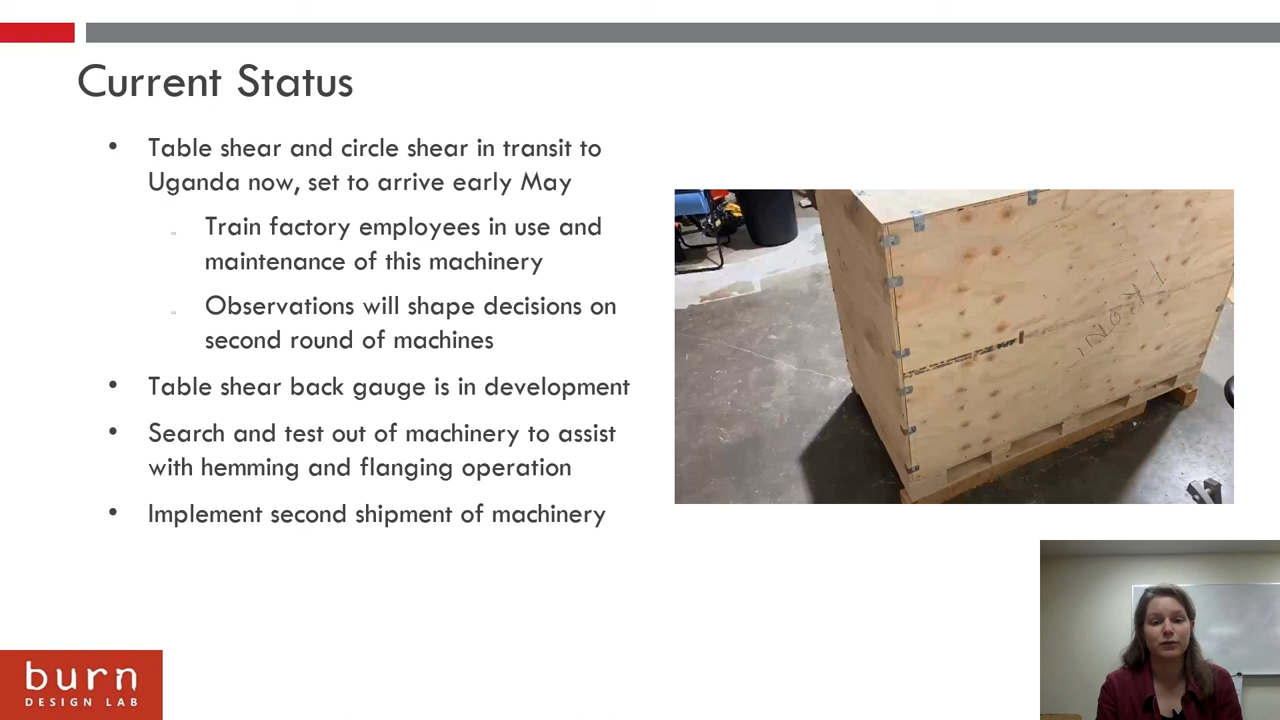 Current Status
• Table shear and circle shear in transit to
Uganda now, set to arrive early May
Train factory employees in use and
maintenance of this machinery
Observations will shape decisions on
second round of machines
• Table shear back gauge is in development
• Search and test out of machinery to assist
with hemming and flanging operation
• Implement second shipment of machinery
burn
DESIGN LAB